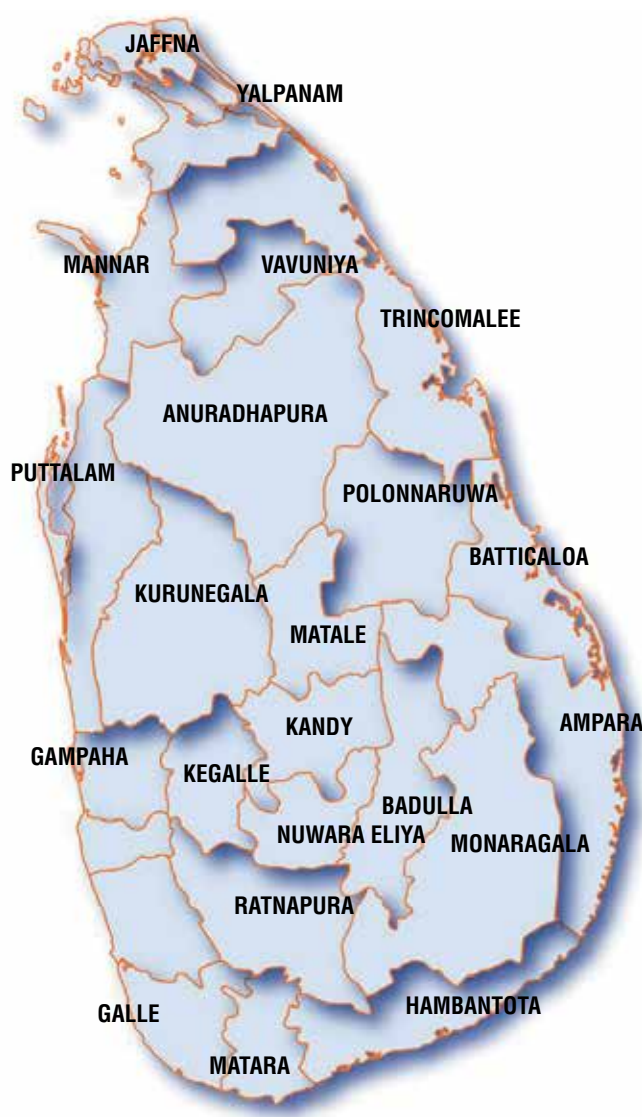 JAFFNA
YALPANAM
MANNAR
VAVUNIYA
TRINCOMALEE
ANURADHAPURA
PUTTALAM
POLONNARUWA
BATTICALOA
KURUNEGALA
MATALE
AMPARA
KANDY
GAMPAHA
KEGALLE
BADULLA
NUWARA ELIYA
MONARAGALA
RATNAPURA
HAMBANTOTA
GALLE
MATARA